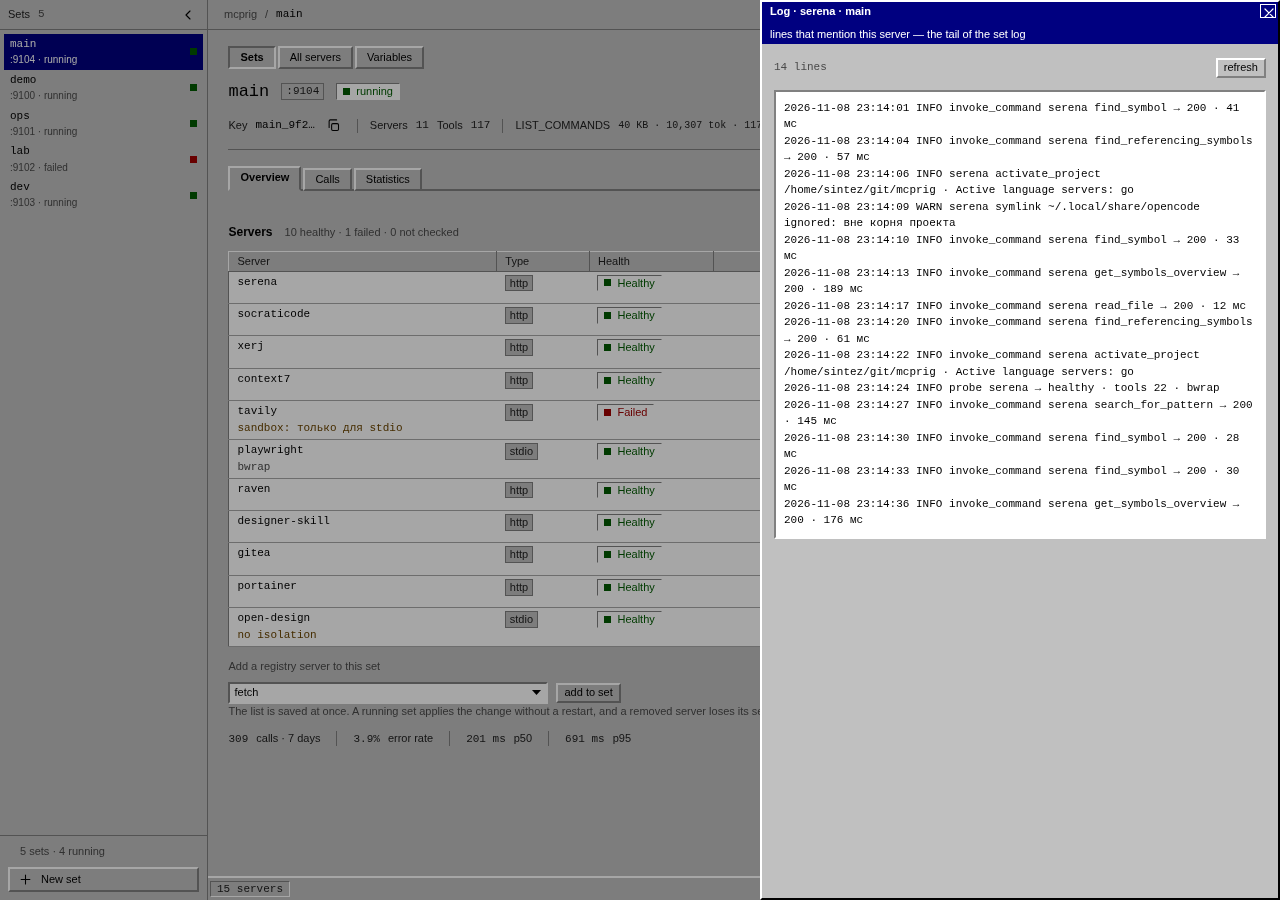 Sets 5
main
:9104 · running
demo
:9100 · running
ops
:9101 · running
lab
:9102 · failed
dev
:9103 · running
5 sets · 4 running
New set
mcprig / main
Sets All servers Variables
main :9104 running
Key main_9f2… Servers 11 Tools 117 LIST_COMMANDS 40 KB · 10,307 tok · 117
Overview Calls Statistics
Servers 10 healthy · 1 failed · 0 not checked
Server Type Health
serena http Healthy
socraticode http Healthy
xerj http Healthy
context7 http Healthy
tavily http Failed
sandbox: только для stdio
playwright stdio Healthy
bwrap
raven http Healthy
designer-skill http Healthy
gitea http Healthy
portainer http Healthy
open-design stdio Healthy
no isolation
Add a registry server to this set
fetch add to set
The list is saved at once. A running set applies the change without a restart, and a removed server loses its se
309 calls · 7 days 3.9% error rate 201 ms p50 691 ms p95
15 servers
Log · serena · main
lines that mention this server — the tail of the set log
14 lines refresh
2026-11-08 23:14:01 INFO invoke_command serena find_symbol → 200 · 41
мс
2026-11-08 23:14:04 INFO invoke_command serena find_referencing_symbols
→ 200 · 57 мс
2026-11-08 23:14:06 INFO serena activate_project
/home/sintez/git/mcprig · Active language servers: go
2026-11-08 23:14:09 WARN serena symlink ~/.local/share/opencode
ignored: вне корня проекта
2026-11-08 23:14:10 INFO invoke_command serena find_symbol → 200 · 33
мс
2026-11-08 23:14:13 INFO invoke_command serena get_symbols_overview →
200 · 189 мс
2026-11-08 23:14:17 INFO invoke_command serena read_file → 200 · 12 мс
2026-11-08 23:14:20 INFO invoke_command serena find_referencing_symbols
→ 200 · 61 мс
2026-11-08 23:14:22 INFO invoke_command serena activate_project
/home/sintez/git/mcprig · Active language servers: go
2026-11-08 23:14:24 INFO probe serena → healthy · tools 22 · bwrap
2026-11-08 23:14:27 INFO invoke_command serena search_for_pattern → 200
· 145 мс
2026-11-08 23:14:30 INFO invoke_command serena find_symbol → 200 · 28
мс
2026-11-08 23:14:33 INFO invoke_command serena find_symbol → 200 · 30
мс
2026-11-08 23:14:36 INFO invoke_command serena get_symbols_overview →
200 · 176 мс